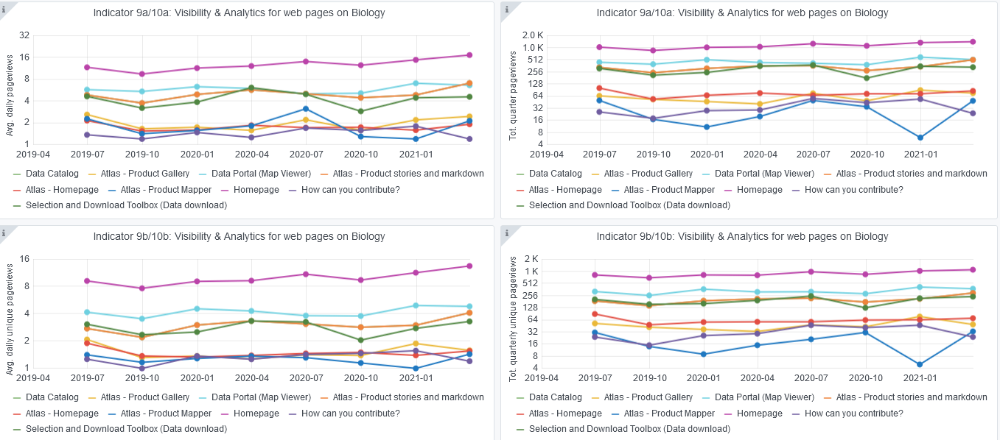 Indicator 9a/10a: Visibility & Analytics for web pages on Biology
Avg. daily pageviews
32
16
8
4
2
1
2019-04 2019-07 2019-10 2020-01 2020-04 2020-07 2020-10 2021-01
Data Catalog Atlas - Product Gallery Data Portal (Map Viewer) Atlas - Product stories and markdown
Atlas - Homepage Atlas - Product Mapper Homepage How can you contribute?
Selection and Download Toolbox (Data download)
Indicator 9a/10a: Visibility & Analytics for web pages on Biology
Tot. quarter pageviews
2.0 K
1.0 K
512
256
128
64
32
16
8
4
2019-04 2019-07 2019-10 2020-01 2020-04 2020-07 2020-10 2021-01
Data Catalog Atlas - Product Gallery Data Portal (Map Viewer) Atlas - Product stories and markdown
Atlas - Homepage Atlas - Product Mapper Homepage How can you contribute?
Selection and Download Toolbox (Data download)
Indicator 9b/10b: Visibility & Analytics for web pages on Biology
Avg. daily unique pageviews
16
8
4
2
1
2019-04 2019-07 2019-10 2020-01 2020-04 2020-07 2020-10 2021-01
Data Catalog Atlas - Product Gallery Data Portal (Map Viewer) Atlas - Product stories and markdown
Atlas - Homepage Atlas - Product Mapper Homepage How can you contribute?
Selection and Download Toolbox (Data download)
Indicator 9b/10b: Visibility & Analytics for web pages on Biology
Tot. quarterly unique pageviews
2 K
1 K
512
256
128
64
32
16
8
4
2019-04 2019-07 2019-10 2020-01 2020-04 2020-07 2020-10 2021-01
Data Catalog Atlas - Product Gallery Data Portal (Map Viewer) Atlas - Product stories and markdown
Atlas - Homepage Atlas - Product Mapper Homepage How can you contribute?
Selection and Download Toolbox (Data download)